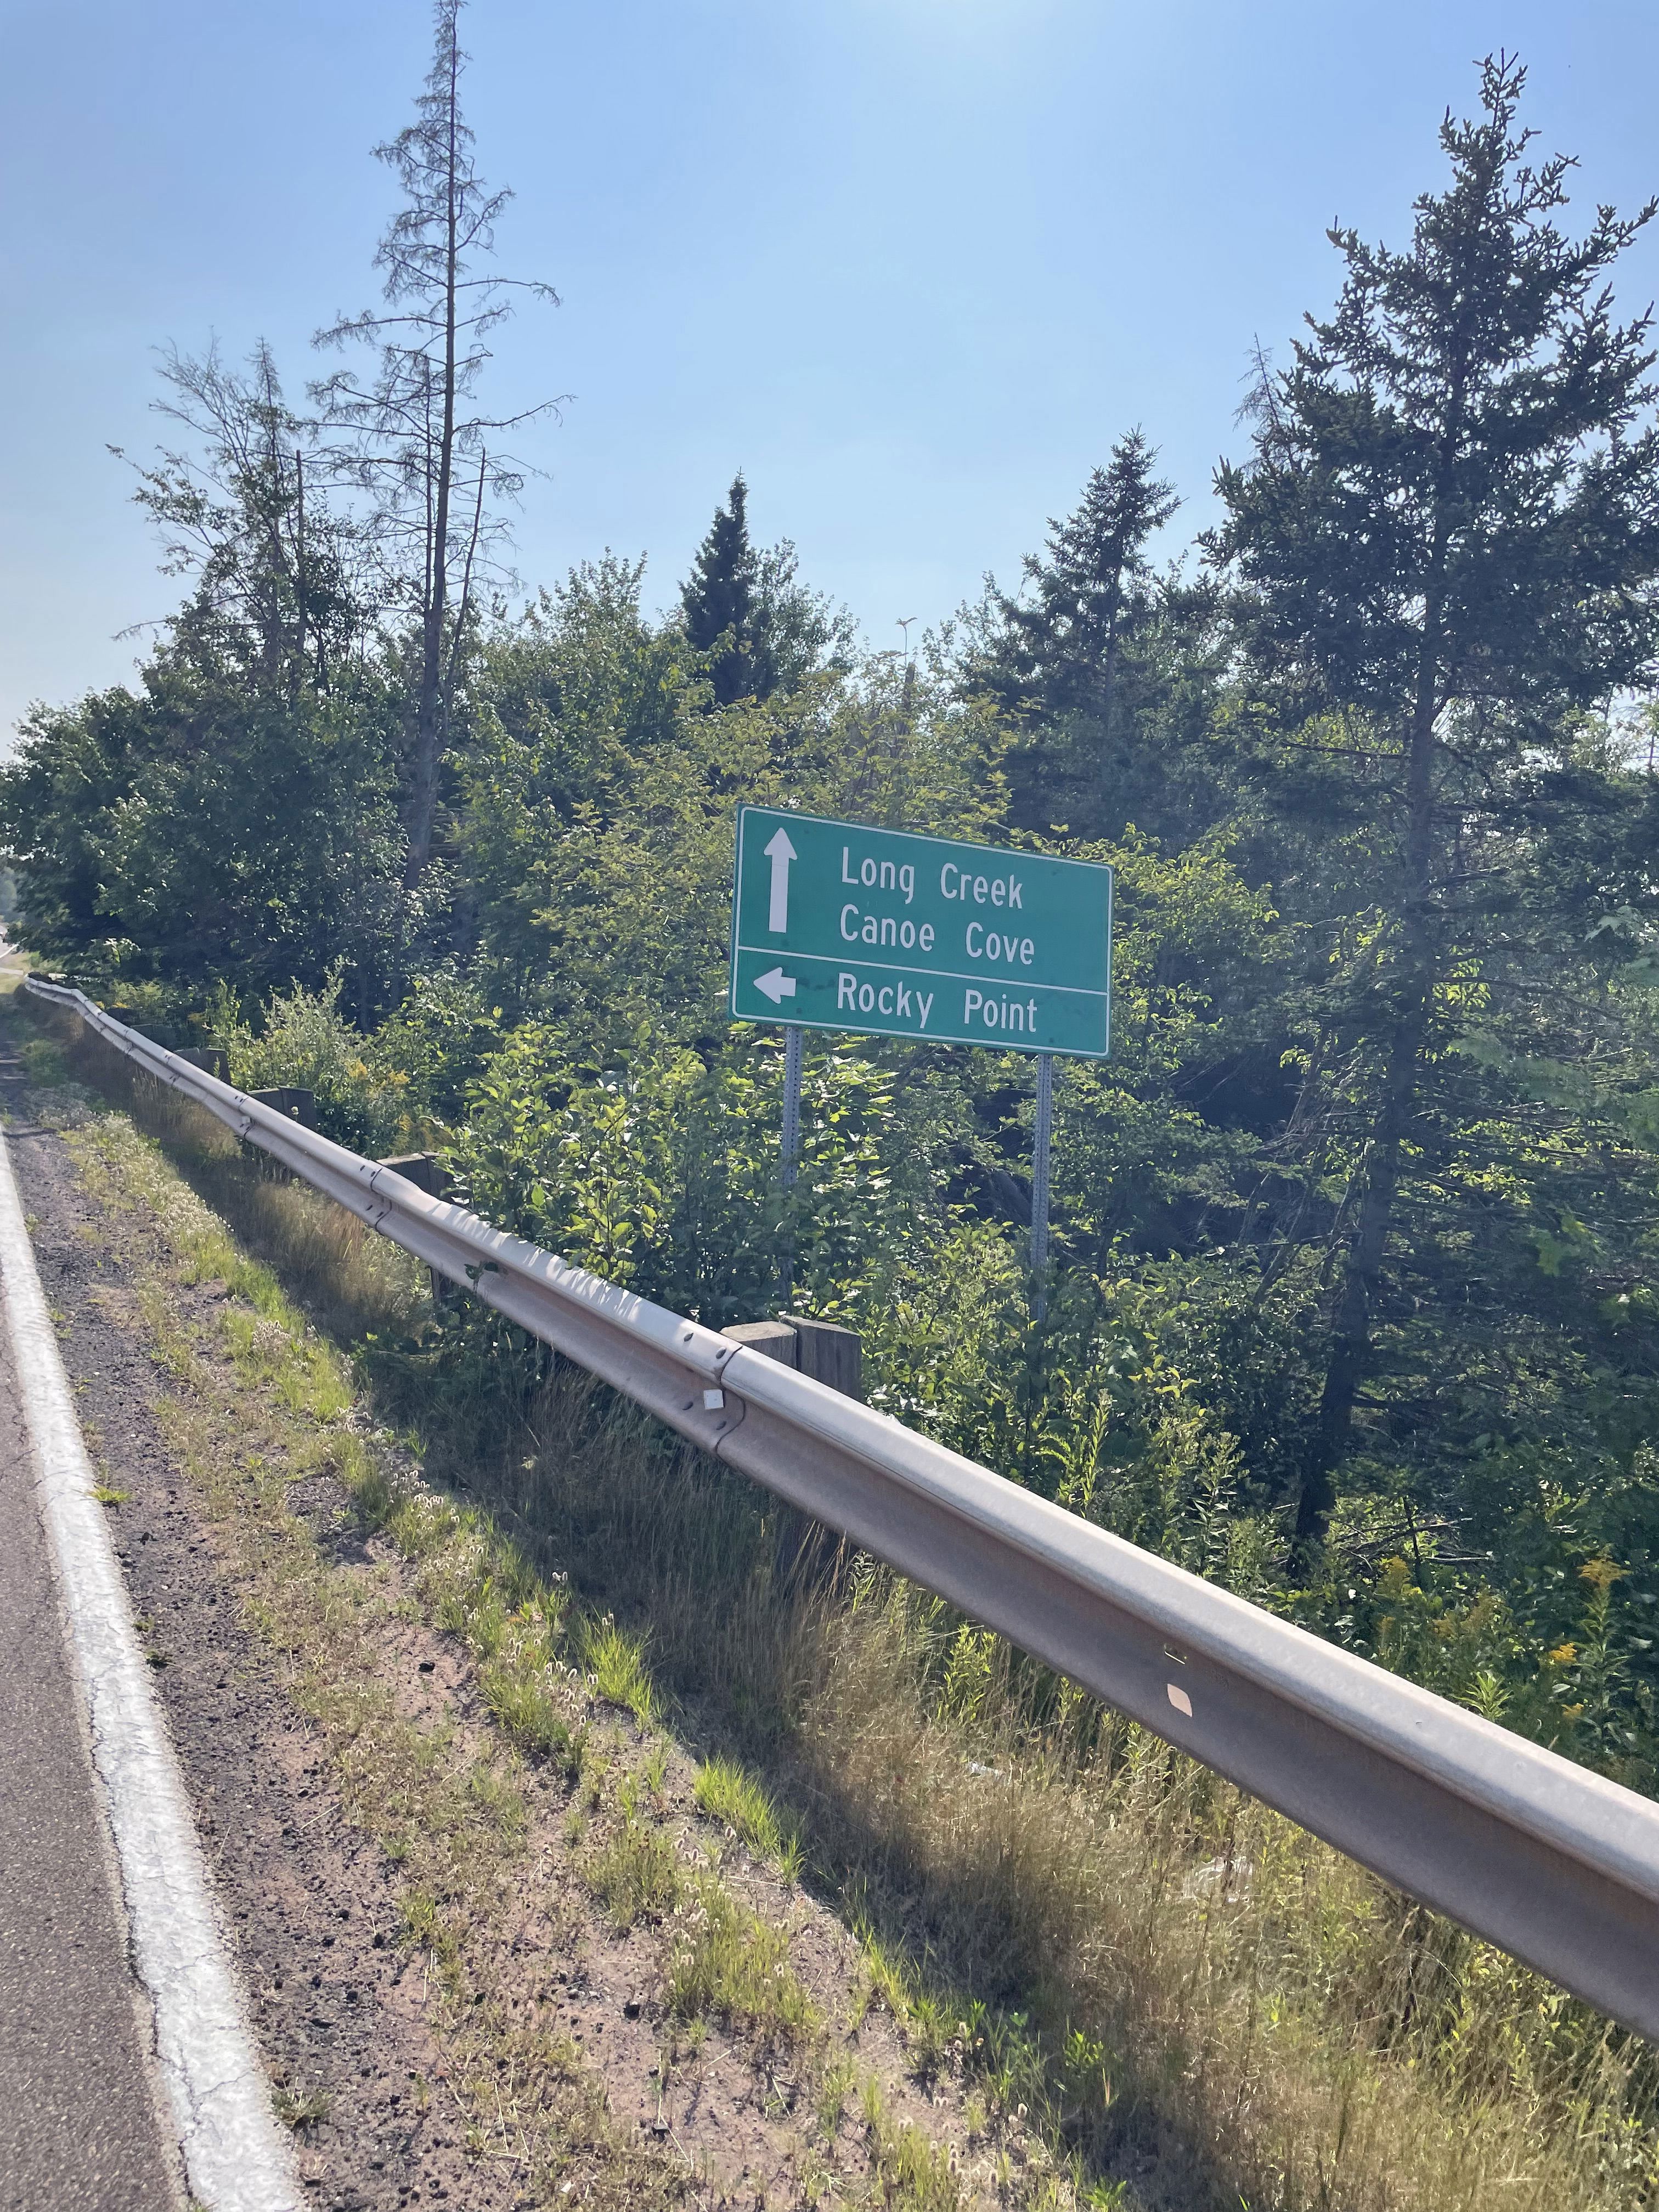 Long Creek
Canoe Cove
Rocky Point